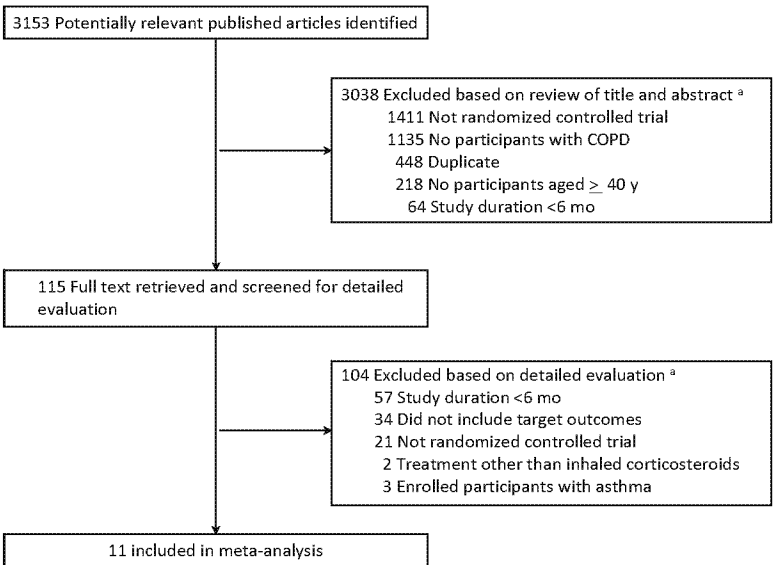 3153 Potentially relevant published articles identified
3038 Excluded based on review of title and abstract ª
1411 Not randomized controlled trial
1135 No participants with COPD
448 Duplicate
218 No participants aged ≥ 40 y
64 Study duration <6 mo
115 Full text retrieved and screened for detailed
evaluation
104 Excluded based on detailed evaluation ª
57 Study duration <6 mo
34 Did not include target outcomes
21 Not randomized controlled trial
2 Treatment other than inhaled corticosteroids
3 Enrolled participants with asthma
11 included in meta-analysis